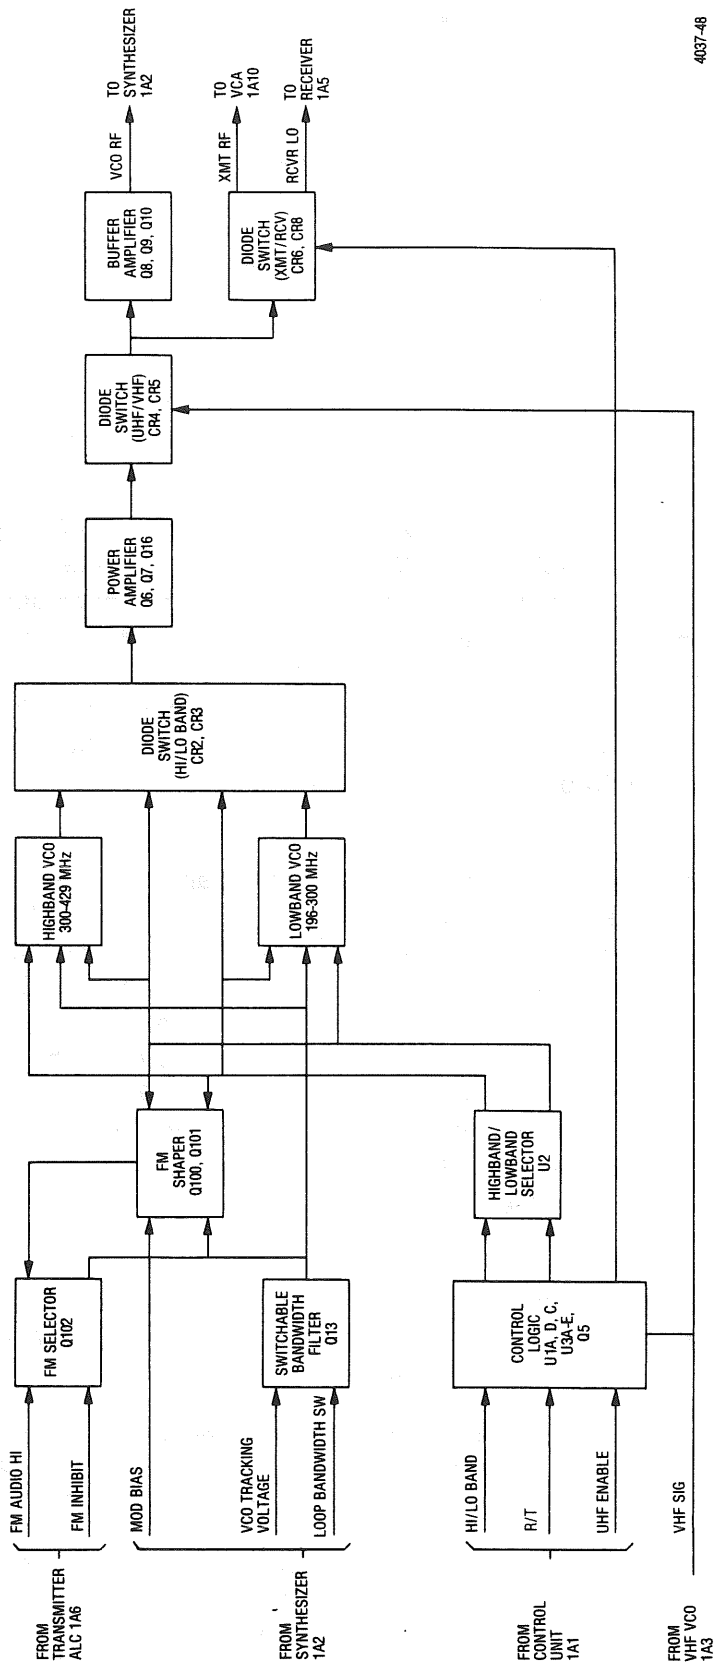 FROM
TRANSMITTER
ALC 1A6
FM AUDIO HI
FM INHIBIT
FM SELECTOR
Q102
FM
SHAPER
Q100, Q101
HIGHBAND VCO
300-429 MHz
DIODE
SWITCH
(HI/LO BAND)
CR2, CR3
POWER
AMPLIFIER
Q6, Q7, Q16
DIODE
SWITCH
(UHF/VHF)
CR4, CR5
BUFFER
AMPLIFIER
Q8, Q9, Q10
VCO RF
TO
SYNTHESIZER
1A2
DIODE
SWITCH
(XMT/RCV)
CR6, CR8
XMT RF
TO
VCA
1A10
RCVR LO
TO
RECEIVER
1A5
FROM
SYNTHESIZER
1A2
MOD BIAS
VCO TRACKING
VOLTAGE
LOOP BANDWIDTH SW
SWITCHABLE
BANDWIDTH
FILTER
Q13
LOWBAND VCO
196-300 MHz
FROM
CONTROL
UNIT
1A1
HI/LO BAND
R/T
UHF ENABLE
CONTROL
LOGIC
U1A, D, C,
U3A-E,
Q5
HIGHBAND/
LOWBAND
SELECTOR
U2
FROM
VHF VCO
1A3
VHF SIG
4037-48